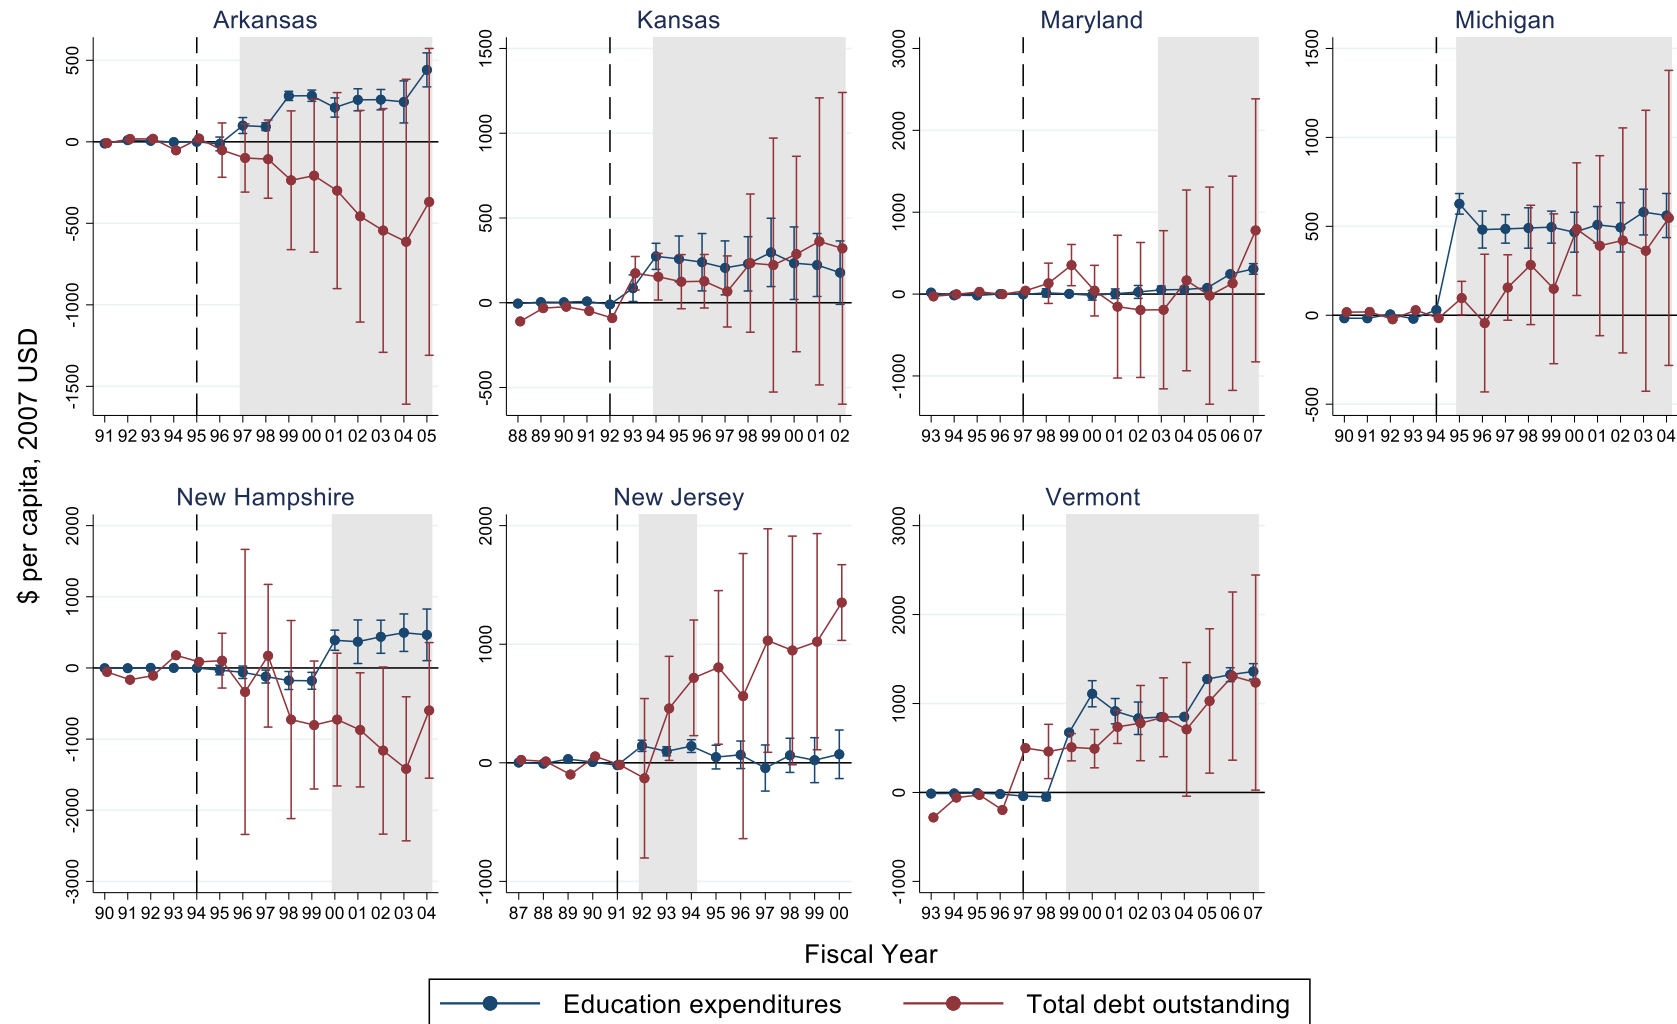 Arkansas
500
0
-500
-1000
-1500
91 92 93 94 95 96 97 98 99 00 01 02 03 04 05
Kansas
1500
1000
500
0
-500
88 89 90 91 92 93 94 95 96 97 98 99 00 01 02
Maryland
3000
2000
1000
0
-1000
93 94 95 96 97 98 99 00 01 02 03 04 05 06 07
Michigan
1500
1000
500
0
-500
90 91 92 93 94 95 96 97 98 99 00 01 02 03 04
$ per capita, 2007 USD
New Hampshire
2000
1000
0
-1000
-2000
-3000
90 91 92 93 94 95 96 97 98 99 00 01 02 03 04
New Jersey
2000
1000
0
-1000
87 88 89 90 91 92 93 94 95 96 97 98 99 00
Vermont
3000
2000
1000
0
-1000
93 94 95 96 97 98 99 00 01 02 03 04 05 06 07
Fiscal Year
Education expenditures
Total debt outstanding